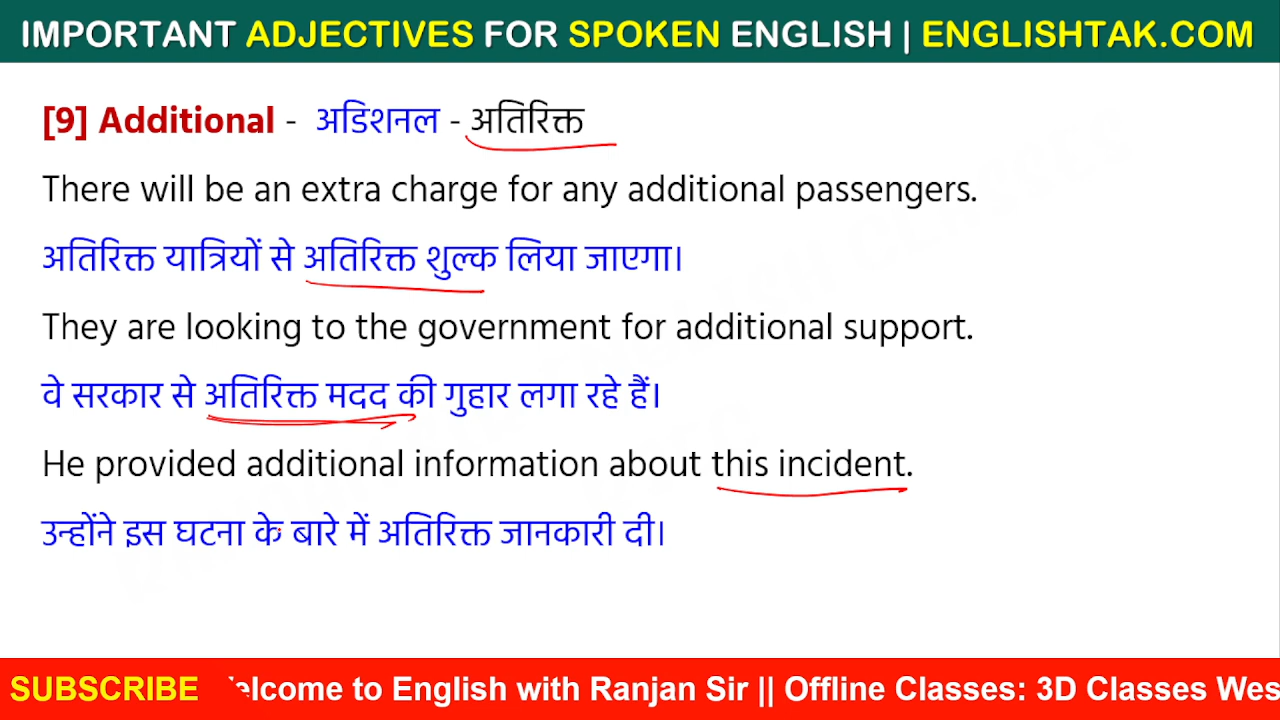 IMPORTANT ADJECTIVES FOR SPOKEN ENGLISH | ENGLISHTAK.COM
[9] Additional - अडिशनल - अतिरिक्त
There will be an extra charge for any additional passengers.
अतिरिक्त यात्रियों से अतिरिक्त शुल्क लिया जाएगा।
They are looking to the government for additional support.
वे सरकार से अतिरिक्त मदद की गुहार लगा रहे हैं।
He provided additional information about this incident.
उन्होंने इस घटना के बारे में अतिरिक्त जानकारी दी।
SUBSCRIBE elcome to English with Ranjan Sir || Offline Classes: 3D Classes Wes